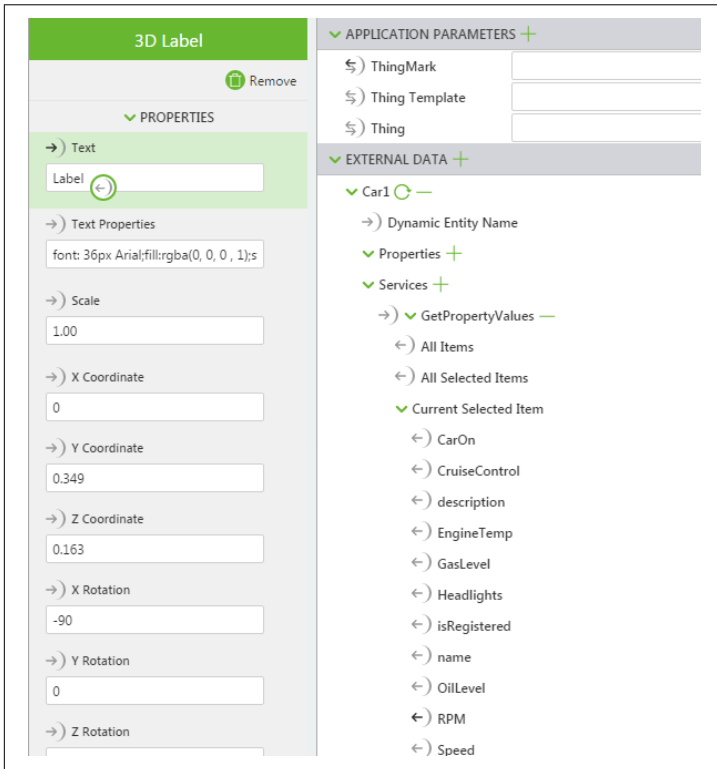 3D Label
Remove
PROPERTIES
Text
Label
Text Properties
font: 36px Arial;fill:rgba(0, 0, 0 , 1);s
Scale
1.00
X Coordinate
0
Y Coordinate
0.349
Z Coordinate
0.163
X Rotation
-90
Y Rotation
0
Z Rotation
APPLICATION PARAMETERS
ThingMark
Thing Template
Thing
EXTERNAL DATA
Car1
Dynamic Entity Name
Properties
Services
GetPropertyValues
All Items
All Selected Items
Current Selected Item
CarOn
CruiseControl
description
EngineTemp
GasLevel
Headlights
isRegistered
name
OilLevel
RPM
Speed